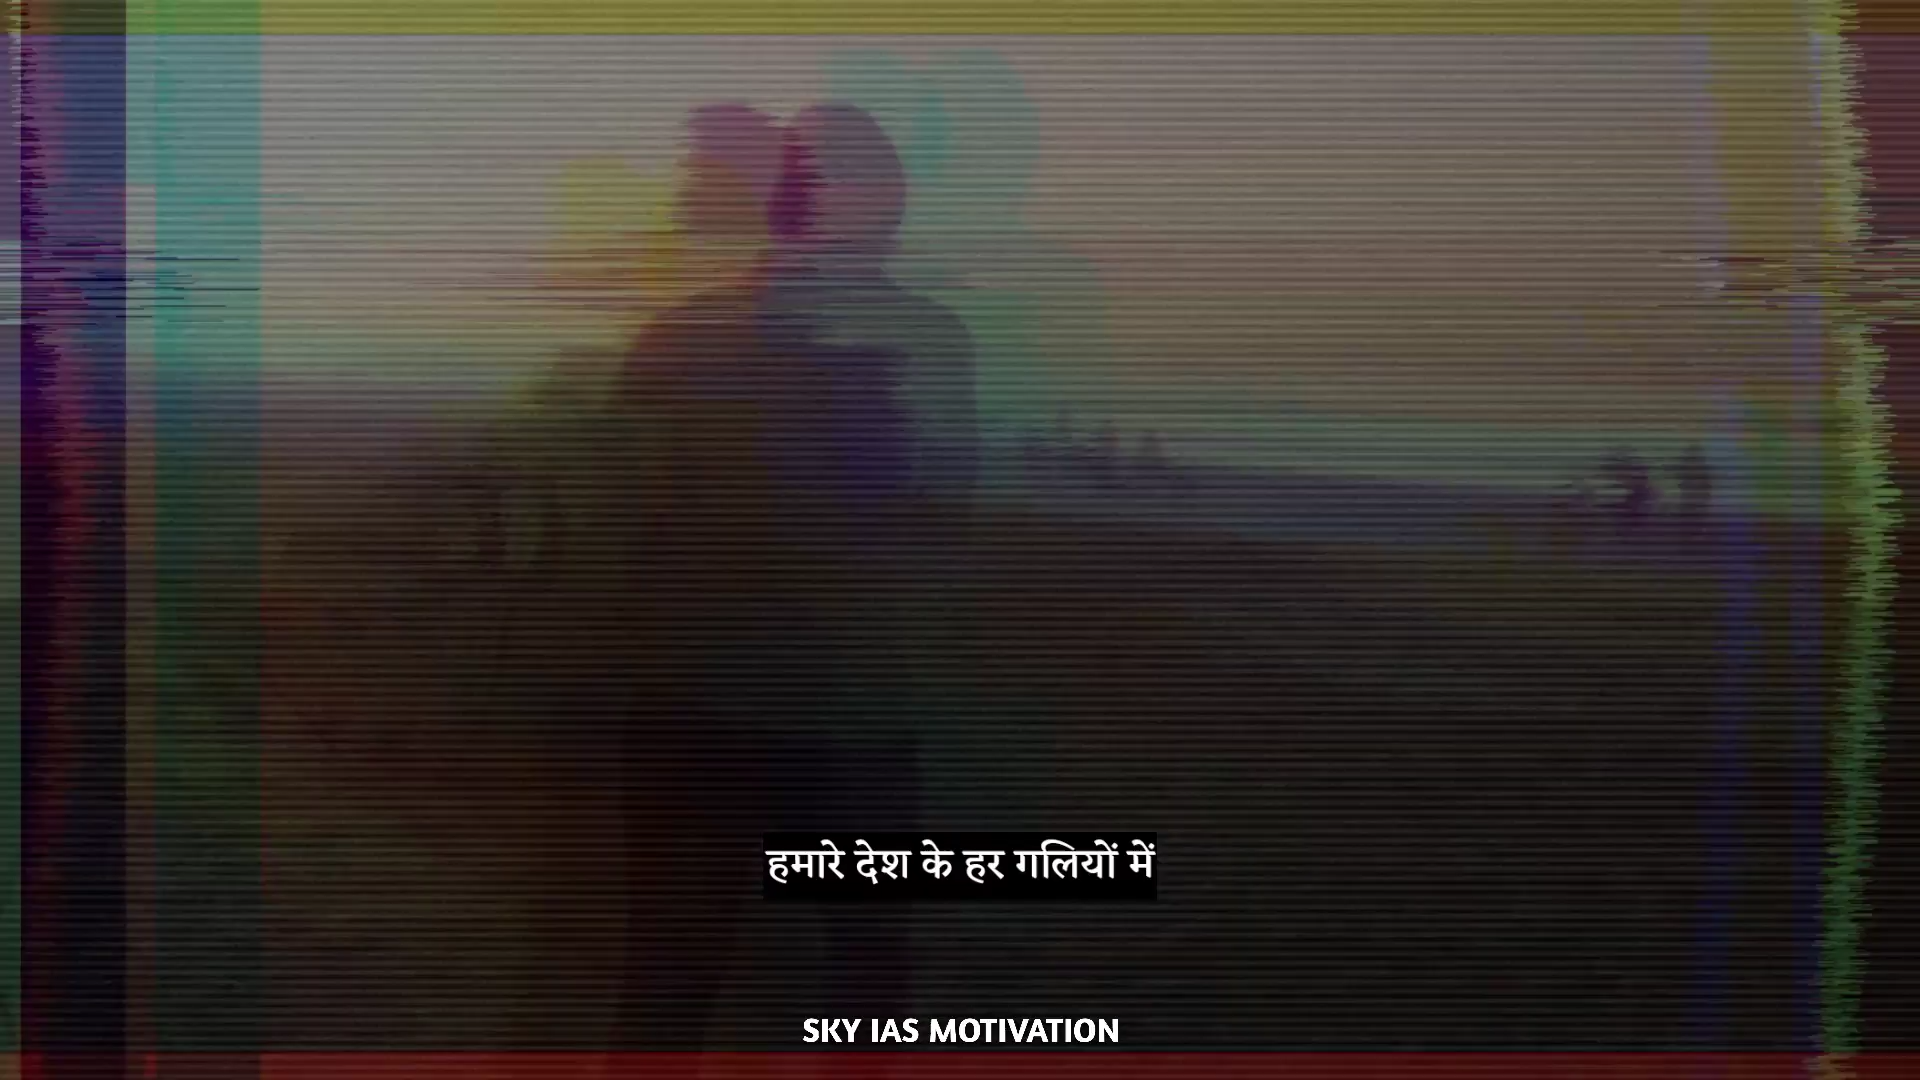 हमारे देश के हर गलियों में
SKY IAS MOTIVATION